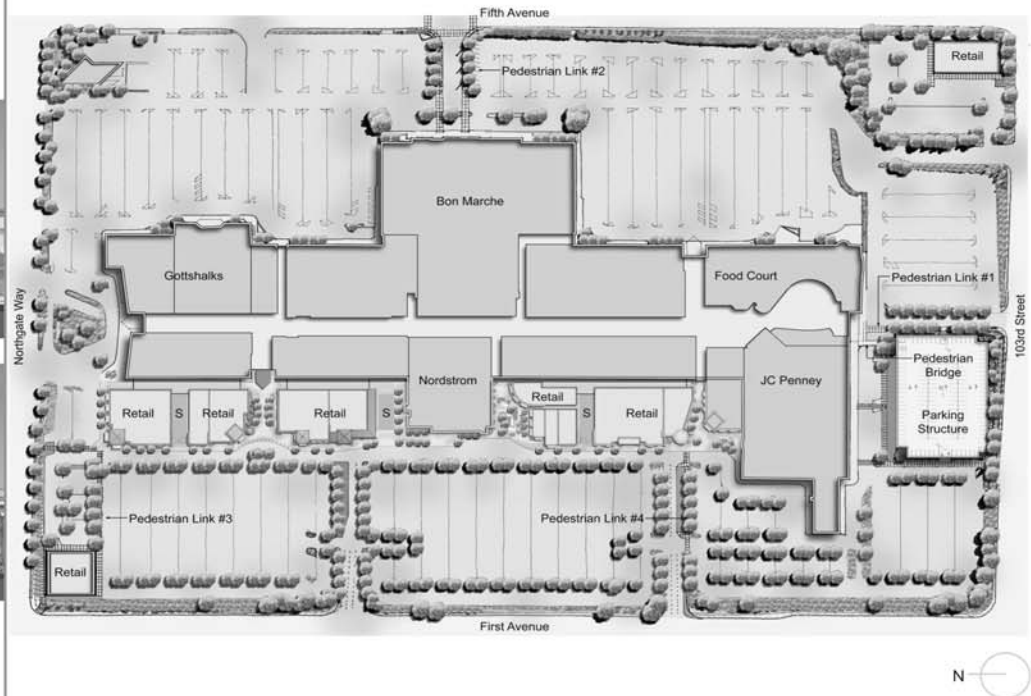 Fifth Avenue
Retail
Pedestrian Link #2
Bon Marche
Gottshalks
Food Court
Pedestrian Link #1
Northgate Way
103rd Street
Nordstrom
JC Penney
Pedestrian
Bridge
Parking
Structure
Retail
S
Retail
Retail
S
Retail
S
Retail
Pedestrian Link #3
Pedestrian Link #4
Retail
First Avenue
N